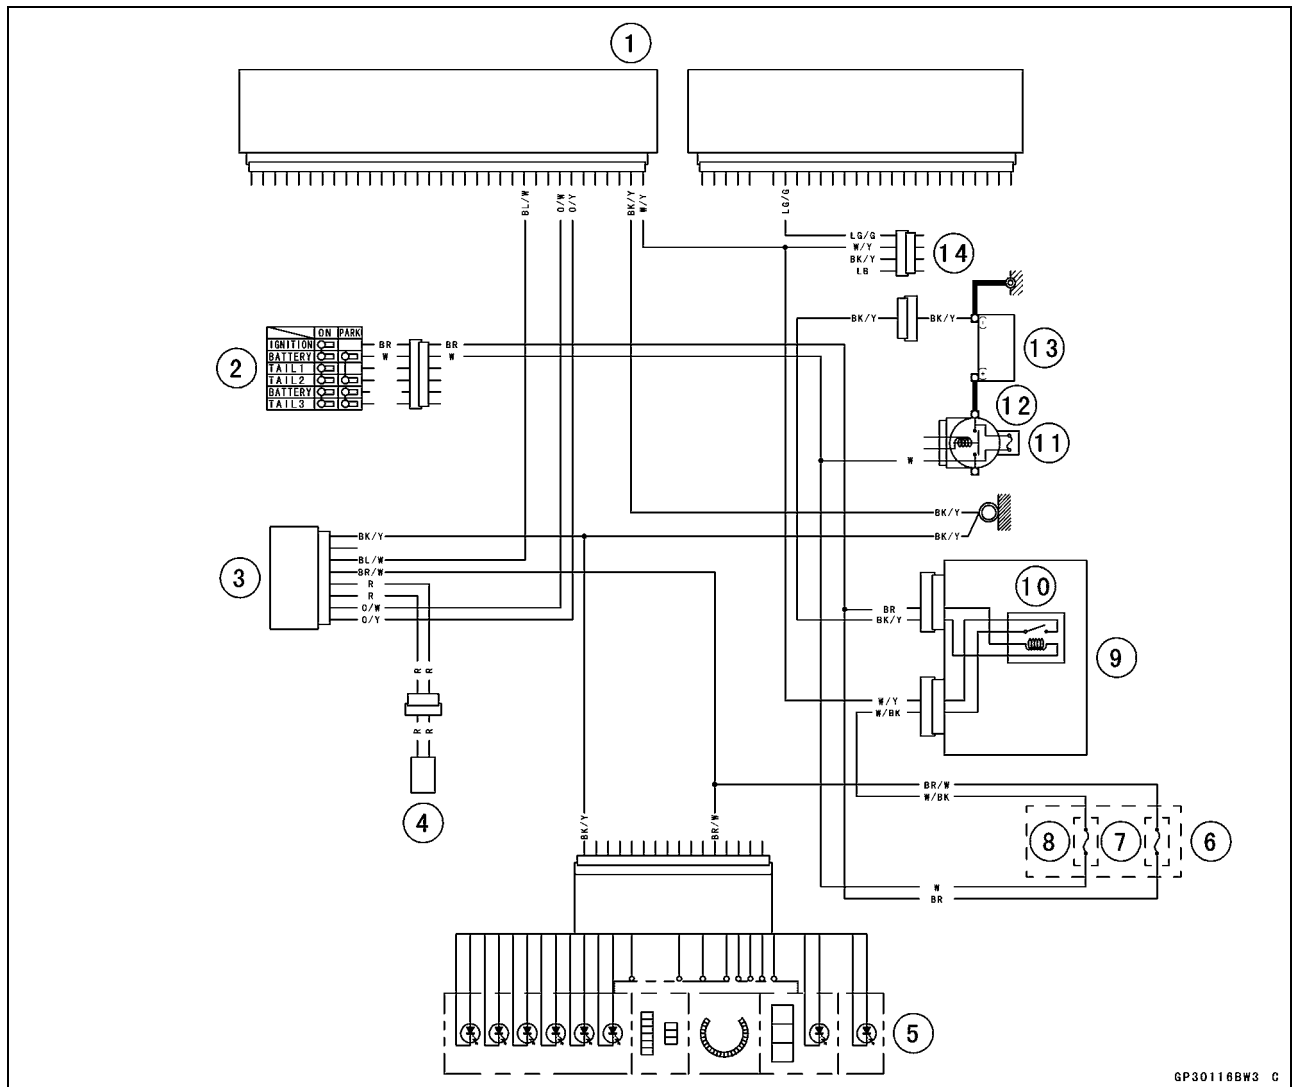 1
BL/W
O/W
O/Y
BK/Y
W/Y
LG/G
LG/G
W/Y
BK/Y
LB
14
BK/Y
BK/Y
13
ON PARK
IGNITION
BATTERY
TAIL1
TAIL2
BATTERY
TAIL3
BR
W
BR
W
2
12
11
W
BK/Y
BK/Y
3
BK/Y
BL/W
BR/W
R
R
O/W
O/Y
10
BR
BK/Y
9
R
R
W/Y
W/BK
R
R
4
BR/W
W/BK
BK/Y
BR/W
8
7
6
W
BR
5
GP30116BW3 C